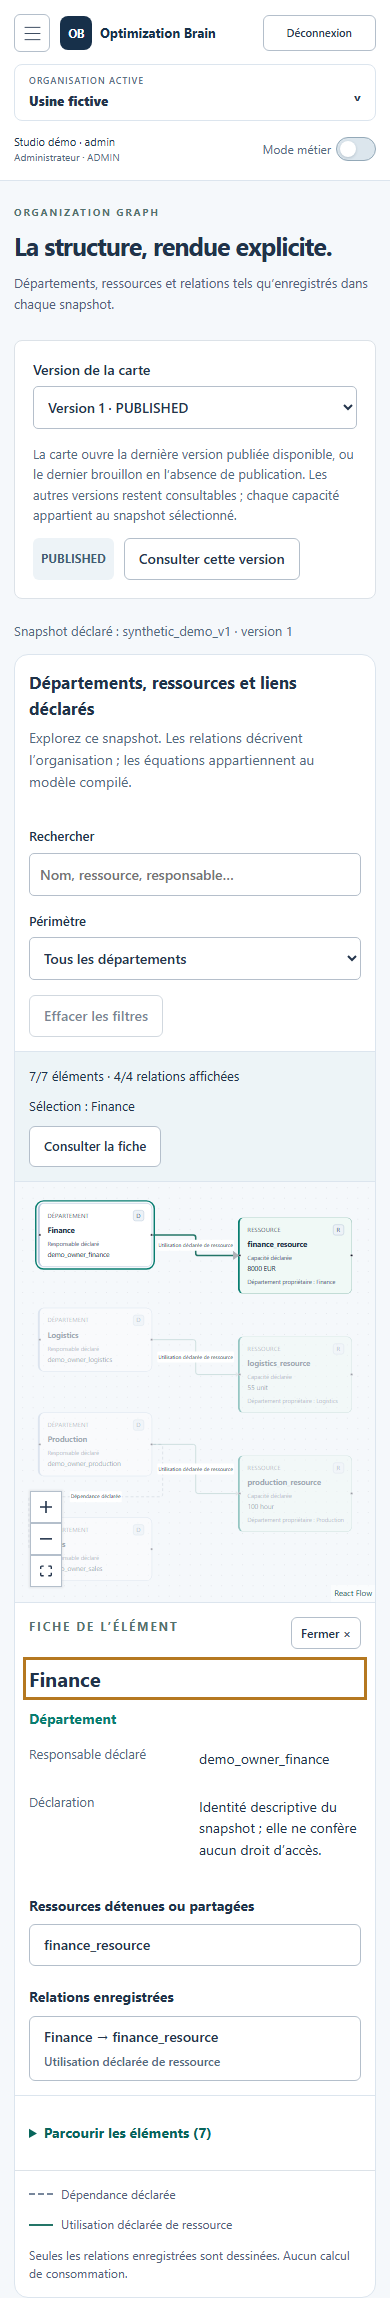 OB Optimization Brain
Déconnexion
ORGANISATION ACTIVE
Usine fictive
v
Studio démo · admin
Administrateur · ADMIN
Mode métier
ORGANIZATION GRAPH
La structure, rendue explicite.
Départements, ressources et relations tels qu’enregistrés dans
chaque snapshot.
Version de la carte
Version 1 · PUBLISHED
La carte ouvre la dernière version publiée disponible, ou
le dernier brouillon en l’absence de publication. Les
autres versions restent consultables ; chaque capacité
appartient au snapshot sélectionné.
PUBLISHED
Consulter cette version
Snapshot déclaré : synthetic_demo_v1 · version 1
Départements, ressources et liens
déclarés
Explorez ce snapshot. Les relations décrivent
l’organisation ; les équations appartiennent au
modèle compilé.
Rechercher
Nom, ressource, responsable...
Périmètre
Tous les départements
Effacer les filtres
7/7 éléments · 4/4 relations affichées
Sélection : Finance
Consulter la fiche
DÉPARTEMENT
D
Finance
Responsable déclaré
demo_owner_finance
Utilisation déclarée de ressource
RESSOURCE
R
finance_resource
Capacité déclarée
8000 EUR
Département propriétaire : Finance
DÉPARTEMENT
D
Logistics
Responsable déclaré
demo_owner_logistics
Utilisation déclarée de ressource
RESSOURCE
R
logistics_resource
Capacité déclarée
55 unit
Département propriétaire : Logistics
DÉPARTEMENT
D
Production
Responsable déclaré
demo_owner_production
Utilisation déclarée de ressource
RESSOURCE
R
production_resource
Capacité déclarée
100 hour
Département propriétaire : Production
Dépendance déclarée
React Flow
FICHE DE L’ÉLÉMENT
Fermer ×
Finance
Département
Responsable déclaré
demo_owner_finance
Déclaration
Identité descriptive du
snapshot ; elle ne confère
aucun droit d’accès.
Ressources détenues ou partagées
finance_resource
Relations enregistrées
Finance → finance_resource
Utilisation déclarée de ressource
Parcourir les éléments (7)
Dépendance déclarée
Utilisation déclarée de ressource
Seules les relations enregistrées sont dessinées. Aucun calcul
de consommation.